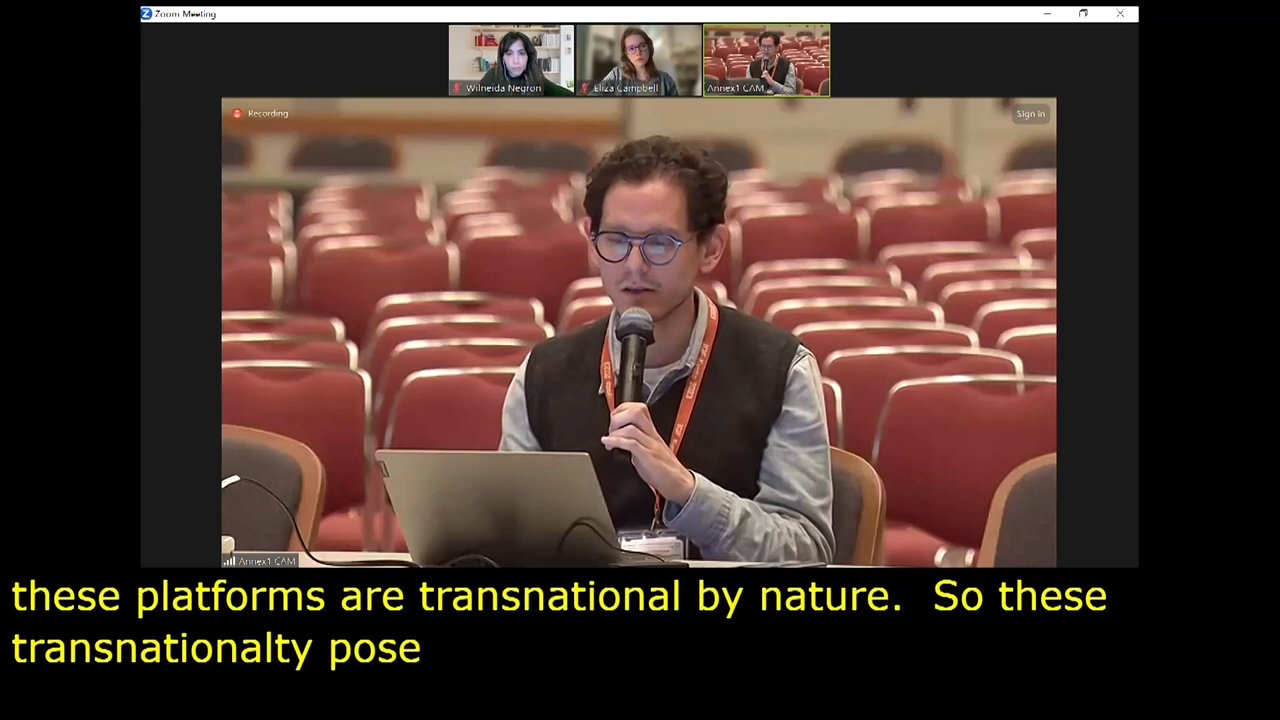 Zoom Meeting
Wilneida Negron
Eliza Campbell
Annex1 CAM
Recording
Sign in
Annex1 CAM
these platforms are transnational by nature.  So these
transnationalty pose